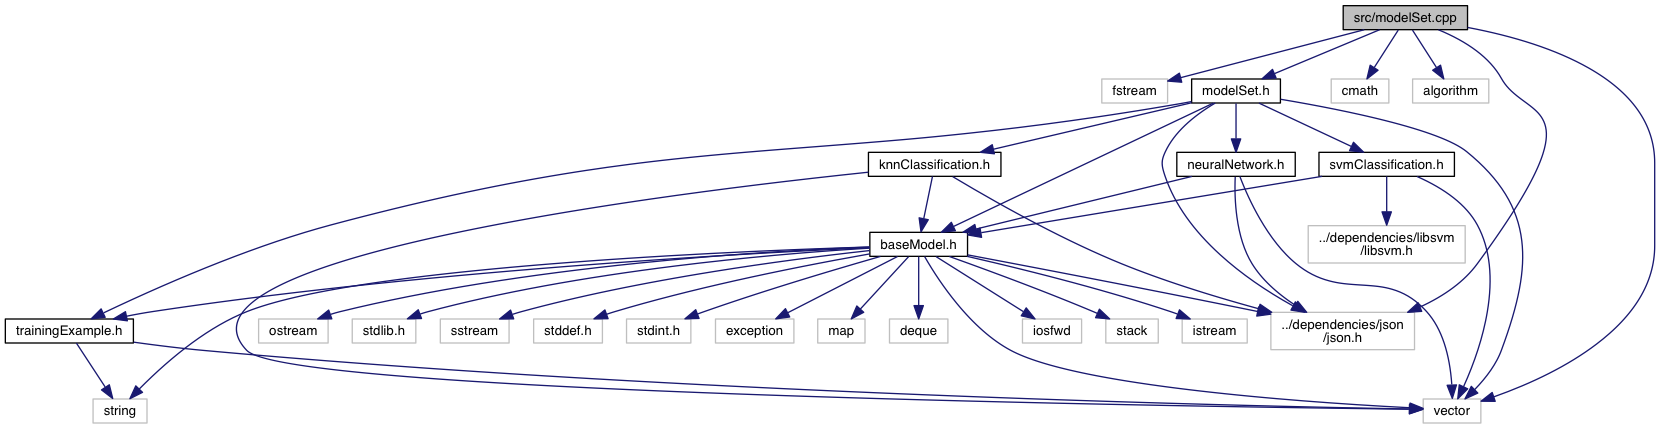 src/modelSet.cpp
fstream
modelSet.h
cmath
algorithm
knnClassification.h
neuralNetwork.h
svmClassification.h
baseModel.h
../dependencies/libsvm
/libsvm.h
trainingExample.h
ostream
stdlib.h
sstream
stddef.h
stdint.h
exception
map
deque
iosfwd
stack
istream
../dependencies/json
/json.h
string
vector